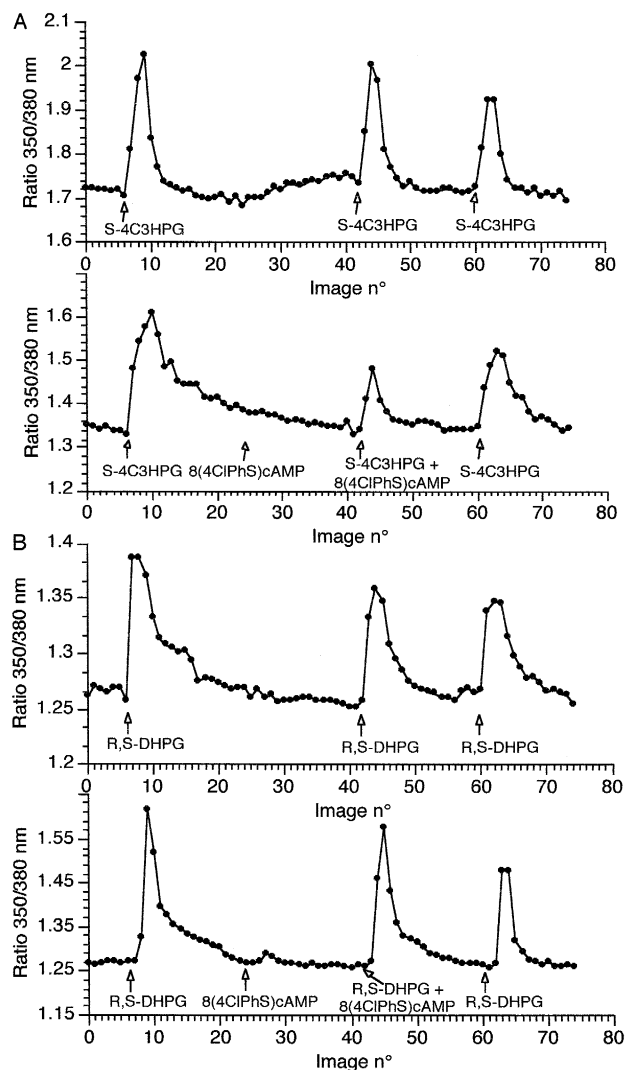 A
Ratio 350/380 nm
2.1
2
1.9
1.8
1.7
1.6
S-4C3HPG
S-4C3HPG
S-4C3HPG
0 10 20 30 40 50 60 70 80
Image n°
Ratio 350/380 nm
1.6
1.5
1.4
1.3
1.2
S-4C3HPG
8(4ClPhS)cAMP
S-4C3HPG +
8(4ClPhS)cAMP
S-4C3HPG
0 10 20 30 40 50 60 70 80
Image n°
B
Ratio 350/380 nm
1.4
1.35
1.3
1.25
1.2
R,S-DHPG
R,S-DHPG
R,S-DHPG
0 10 20 30 40 50 60 70 80
Image n°
Ratio 350/380 nm
1.55
1.45
1.35
1.25
1.15
R,S-DHPG
8(4ClPhS)cAMP
R,S-DHPG +
8(4ClPhS)cAMP
R,S-DHPG
0 10 20 30 40 50 60 70 80
Image n°